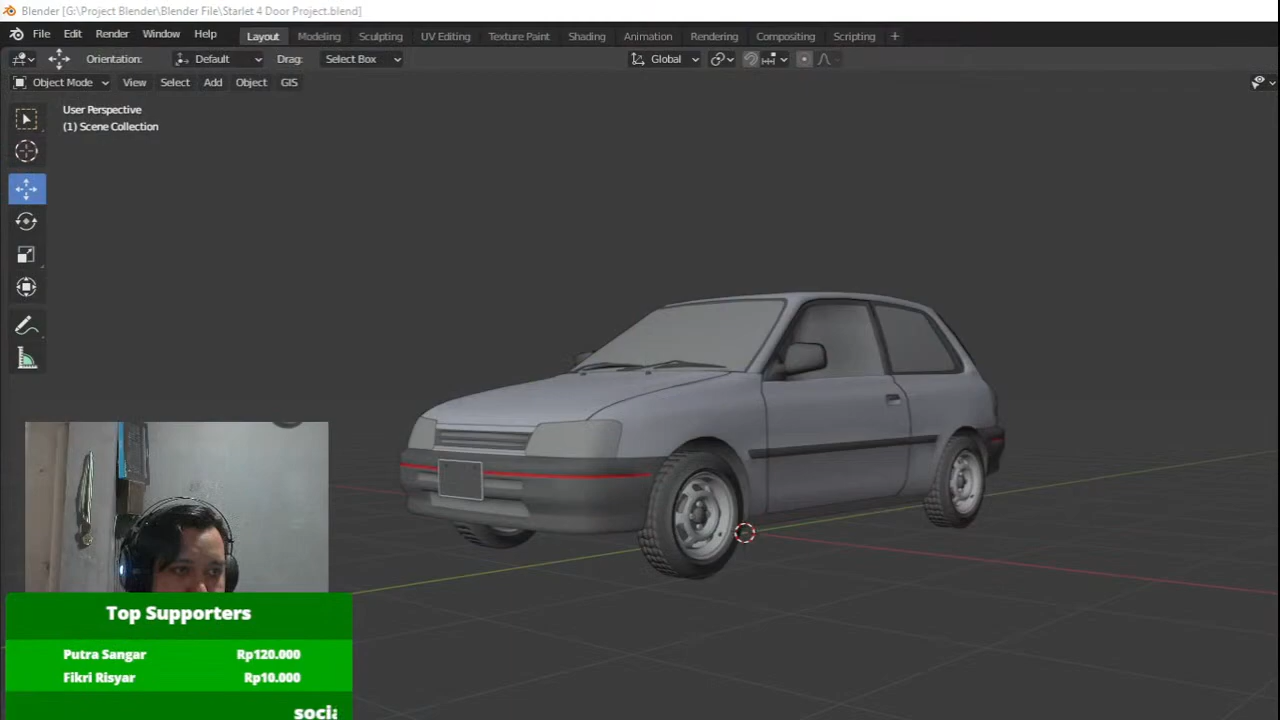 Blender [G:\Project Blender\Blender File\Starlet 4 Door Project.blend]
File Edit Render Window Help Layout Modeling Sculpting UV Editing Texture Paint Shading Animation Rendering Compositing Scripting +
Orientation: Default Drag: Select Box Global
Object Mode View Select Add Object GIS
User Perspective
(1) Scene Collection
Top Supporters
Putra Sangar Rp120.000
Fikri Risyar Rp10.000